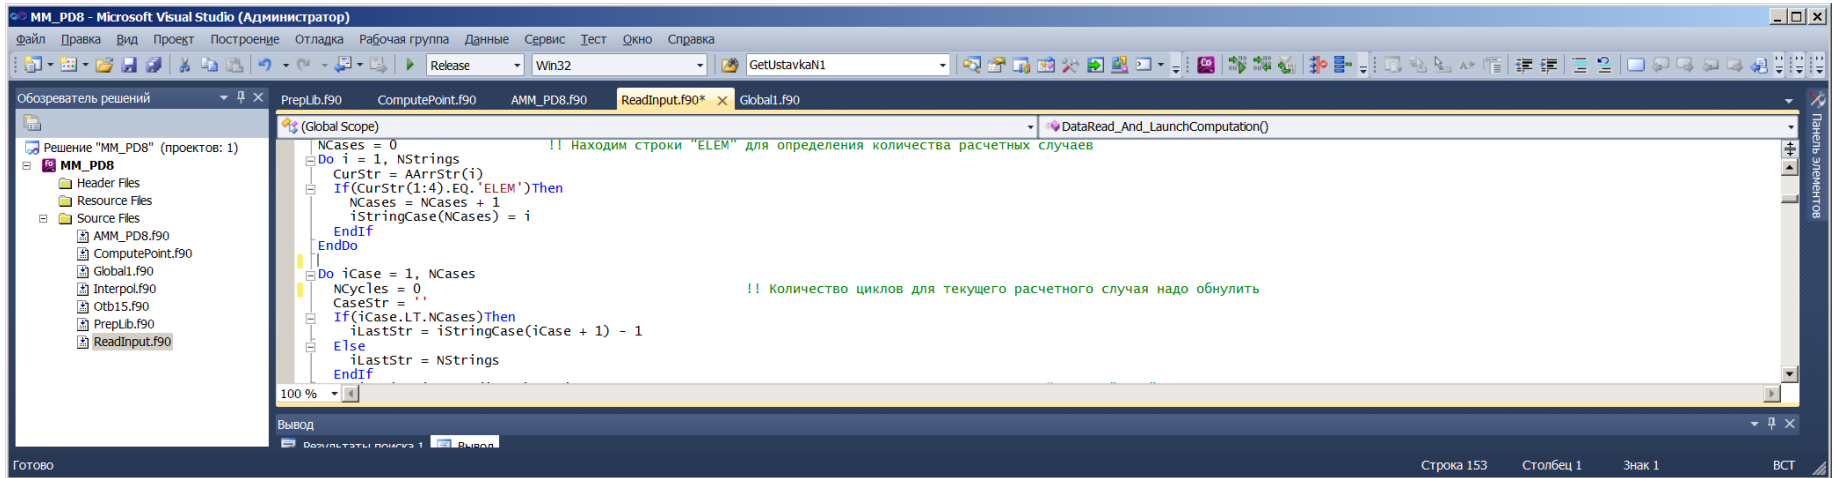 MM_PD8 - Microsoft Visual Studio (Администратор)
Файл Правка Вид Проект Построение Отладка Рабочая группа Данные Сервис Тест Окно Справка
Release Win32 GetUstavkaN1
Обозреватель решений
PrepLib.f90 ComputePoint.f90 AMM_PD8.f90 ReadInput.f90* Global1.f90
(Global Scope) DataRead_And_LaunchComputation()
Решение "MM_PD8" (проектов: 1)
MM_PD8
Header Files
Resource Files
Source Files
AMM_PD8.f90
ComputePoint.f90
Global1.f90
Interpol.f90
Otb15.f90
PrepLib.f90
ReadInput.f90
NCases = 0 !! Находим строки "ELEM" для определения количества расчетных случаев
Do i = 1, NStrings
CurStr = AArrStr(i)
If(CurStr(1:4).EQ.'ELEM')Then
NCases = NCases + 1
iStringCase(NCases) = i
EndIf
EndDo
Do iCase = 1, NCases
NCycles = 0 !! Количество циклов для текущего расчетного случая надо обнулить
CaseStr = ''
If(iCase.LT.NCases)Then
iLastStr = iStringCase(iCase + 1) - 1
Else
iLastStr = NStrings
EndIf
100 %
Панель элементов
Вывод
Результаты поиска 1 Вывод
Готово Строка 153 Столбец 1 Знак 1 ВСТ